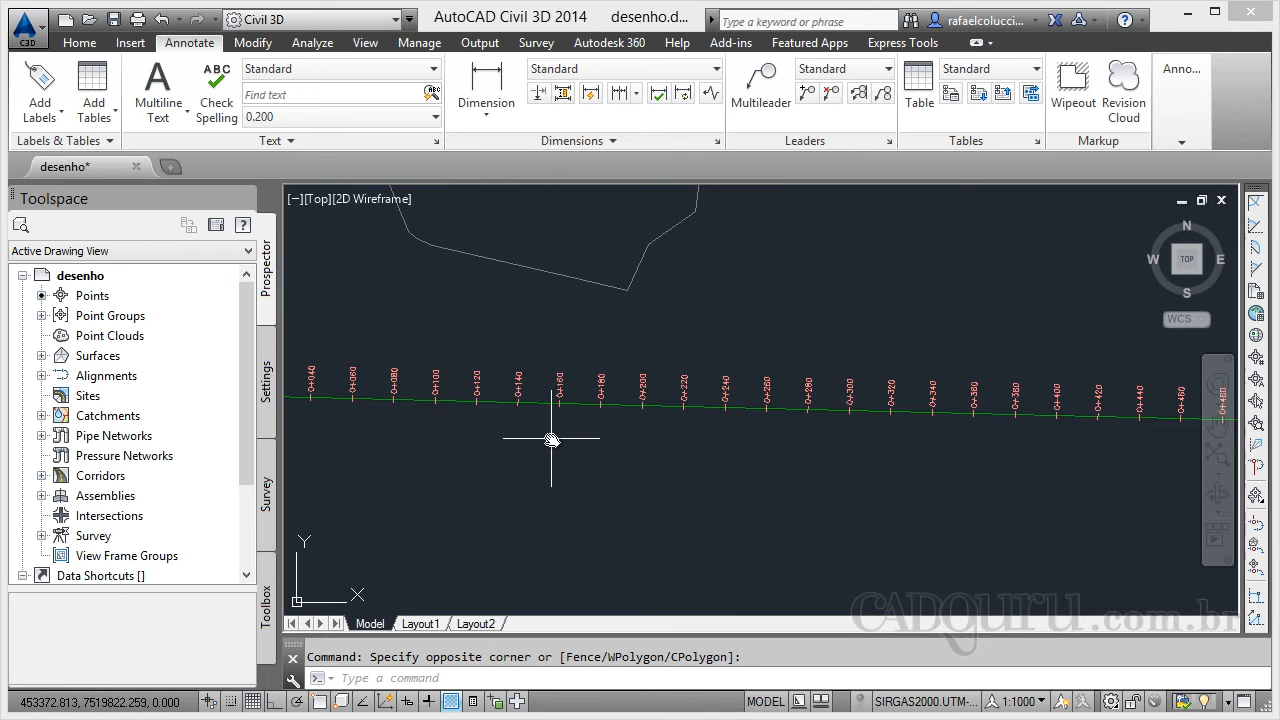 C3D
Civil 3D
AutoCAD Civil 3D 2014
desenho.d...
Type a keyword or phrase
rafaelcolucci...
Home
Insert
Annotate
Modify
Analyze
View
Manage
Output
Survey
Autodesk 360
Help
Add-ins
Featured Apps
Express Tools
Add
Labels
Add
Tables
Labels & Tables
Multiline
Text
ABC
Check
Spelling
Standard
Find text
0.200
Text
Dimension
Standard
Dimensions
Multileader
Standard
Leaders
Table
Standard
Tables
Wipeout
Revision
Cloud
Markup
Anno...
desenho*
Toolspace
Active Drawing View
desenho
Points
Point Groups
Point Clouds
Surfaces
Alignments
Sites
Catchments
Pipe Networks
Pressure Networks
Corridors
Assemblies
Intersections
Survey
View Frame Groups
Data Shortcuts []
Prospector
Settings
Survey
Toolbox
[−][Top][2D Wireframe]
N
W
TOP
E
S
WCS
0+040
0+060
0+080
0+100
0+120
0+140
0+160
0+180
0+200
0+220
0+240
0+260
0+280
0+300
0+320
0+340
0+360
0+380
0+400
0+420
0+440
0+460
0+480
Y
X
CADguru.com.br
Model
Layout1
Layout2
Command: Specify opposite corner or [Fence/WPolygon/CPolygon]:
Type a command
453372.813, 7519822.259, 0.000
MODEL
SIRGAS2000.UTM-...
1:1000